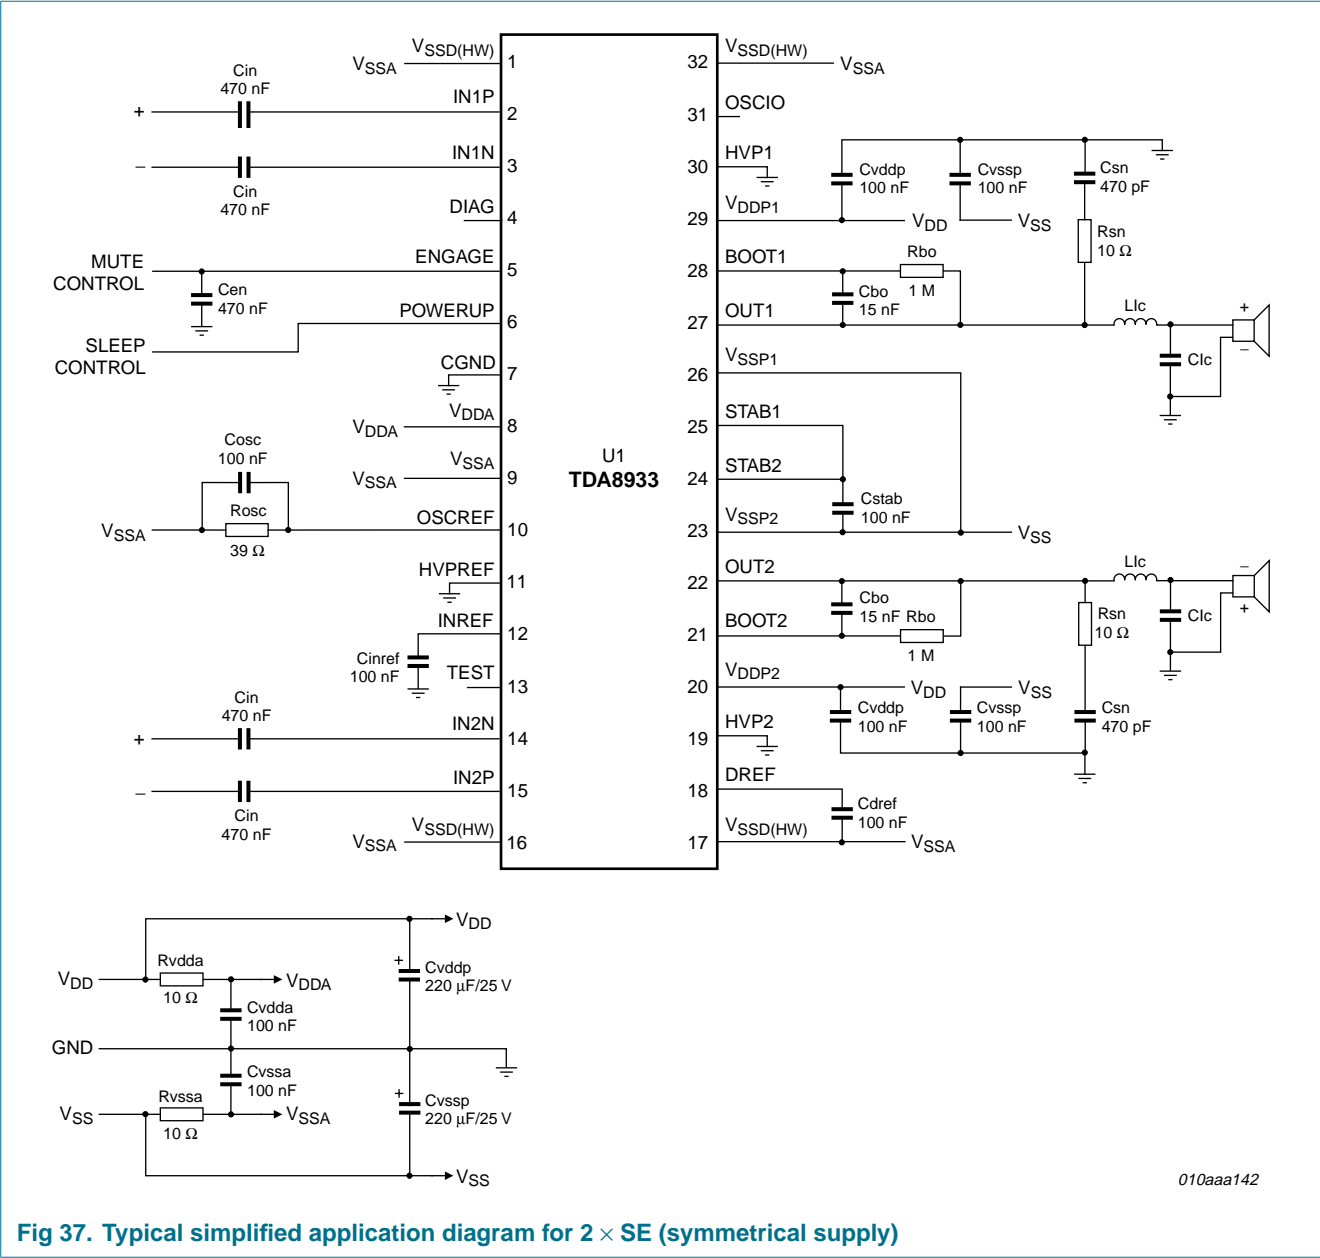 VSSD(HW)
VSSA
1
Cin
470 nF
+
IN1P
2
−
IN1N
3
Cin
470 nF
DIAG
4
MUTE
CONTROL
ENGAGE
5
Cen
470 nF
POWERUP
6
SLEEP
CONTROL
CGND
7
VDDA
VDDA
8
VSSA
VSSA
9
Cosc
100 nF
Rosc
VSSA
39 Ω
OSCREF
10
HVPREF
11
INREF
12
Cinref
100 nF
TEST
13
Cin
470 nF
+
IN2N
14
−
IN2P
15
Cin
470 nF
VSSD(HW)
VSSA
16
U1
TDA8933
32
VSSD(HW)
VSSA
31
OSCIO
30
HVP1
29
VDDP1
VDD
Cvddp
100 nF
Cvssp
100 nF
VSS
Csn
470 pF
Rsn
10 Ω
28
BOOT1
Rbo
1 M
Cbo
15 nF
27
OUT1
Llc
+
−
Clc
26
VSSP1
25
STAB1
24
STAB2
Cstab
100 nF
23
VSSP2
VSS
22
OUT2
Llc
−
+
Clc
Cbo
15 nF
Rbo
1 M
Rsn
10 Ω
21
BOOT2
20
VDDP2
VDD
VSS
Cvddp
100 nF
Cvssp
100 nF
Csn
470 pF
19
HVP2
18
DREF
Cdref
100 nF
17
VSSD(HW)
VSSA
VDD
Rvdda
VDD
10 Ω
VDDA
+
Cvddp
220 μF/25 V
Cvdda
100 nF
GND
Cvssa
100 nF
Rvssa
VSS
10 Ω
VSSA
+
Cvssp
220 μF/25 V
VSS
010aaa142
Fig 37. Typical simplified application diagram for 2 × SE (symmetrical supply)